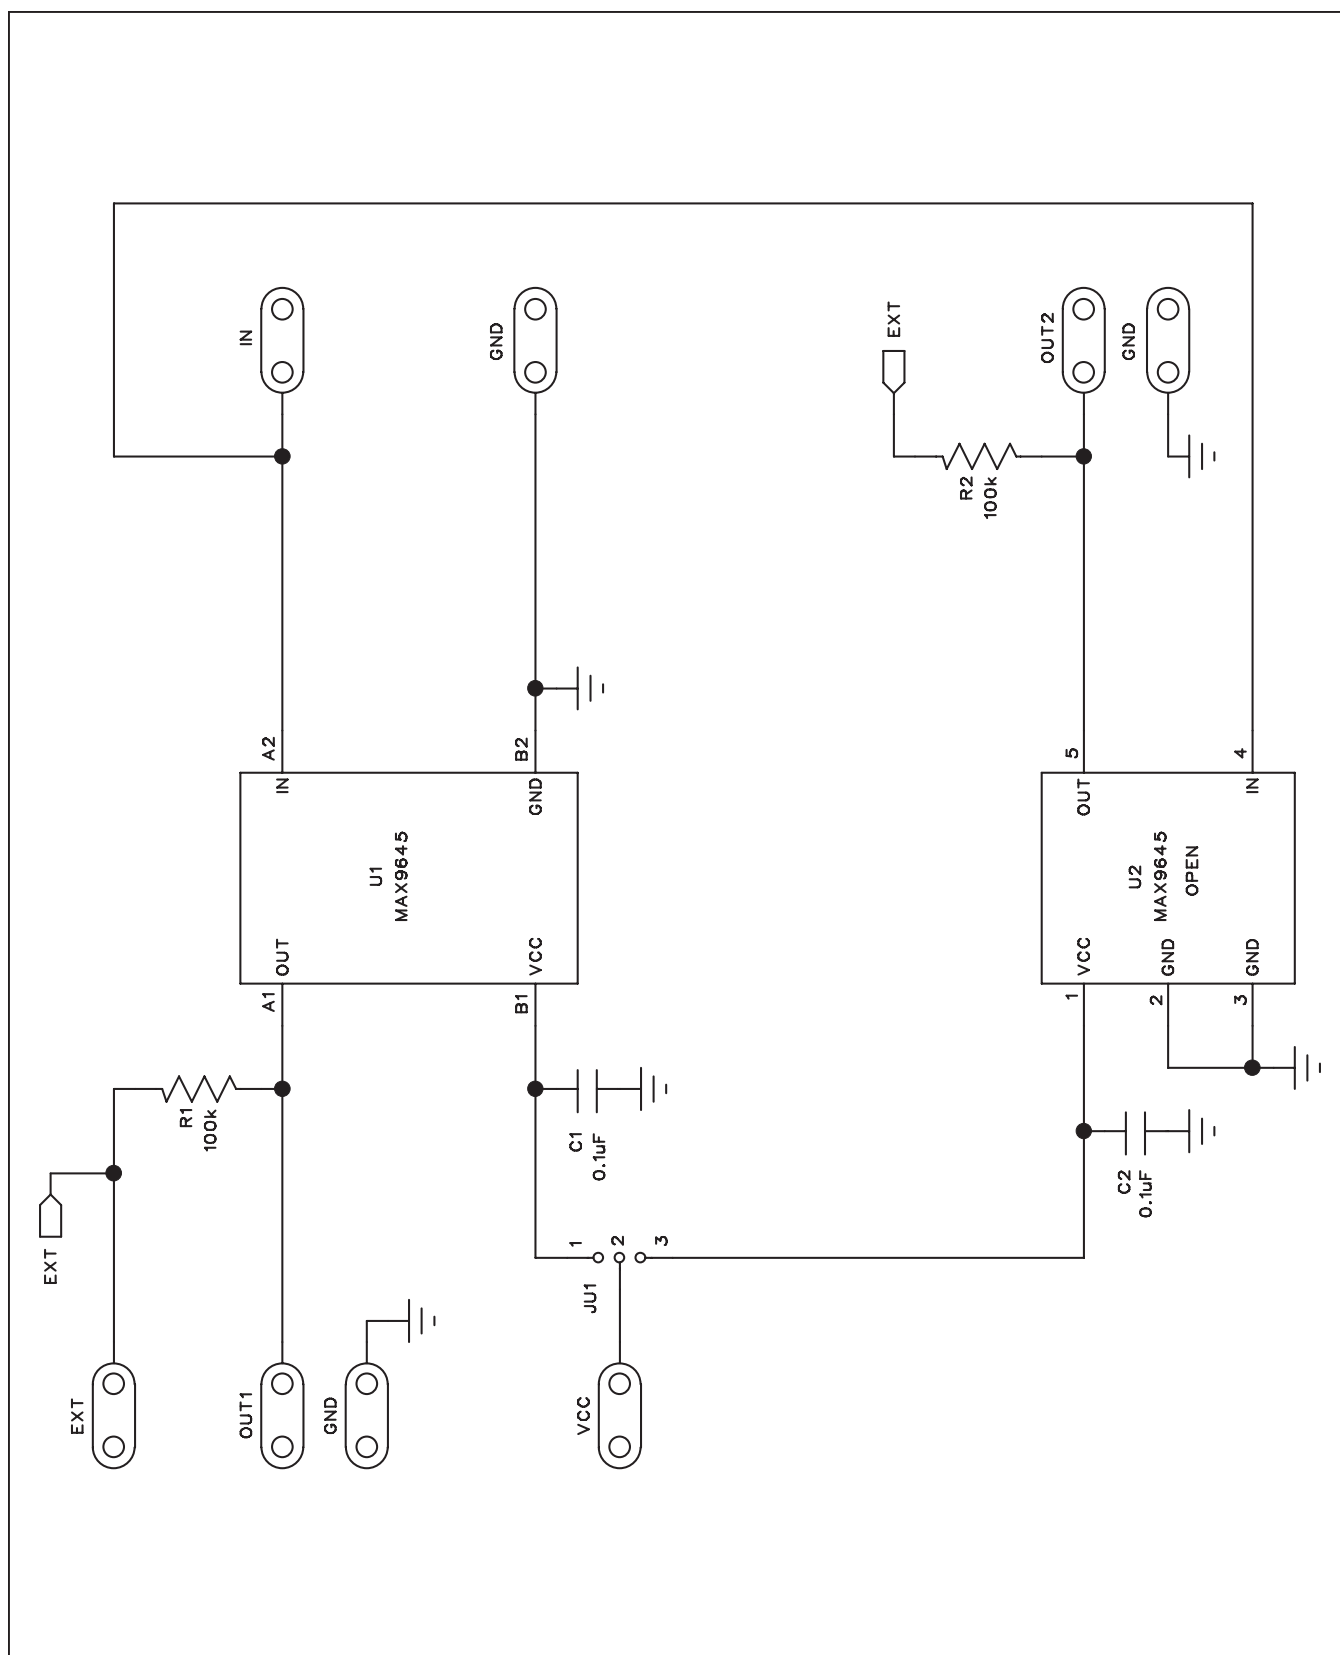 EXT
EXT
R1
100k
OUT1
GND
A1
OUT
U1
MAX9645
IN
A2
IN
VCC
B1
GND
B2
GND
C1
0.1uF
VCC
JU1
1
2
3
EXT
R2
100k
OUT2
GND
VCC
1
OUT
5
U2
MAX9645
OPEN
GND
2
GND
3
IN
4
C2
0.1uF